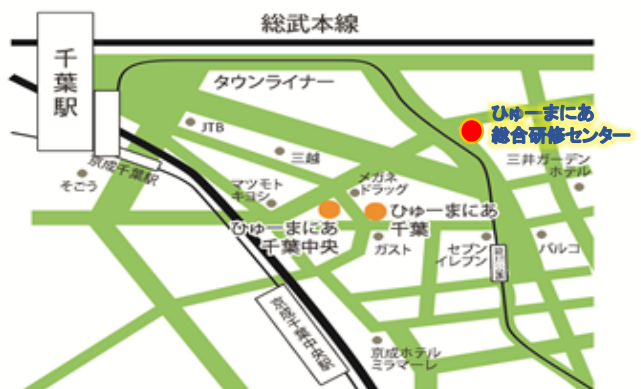 総武本線
千葉駅
タウンライナー
ひゅーまにあ
総合研修センター
JTB
三越
三井ガーデン
ホテル
京成千葉駅
そごう
マツモト
キヨシ
メガネ
ドラッグ
ひゅーまにあ
千葉中央
ひゅーまにあ
千葉
ガスト
セブン
イレブン
パルコ
京成千葉中央駅
京成ホテル
ミラマーレ